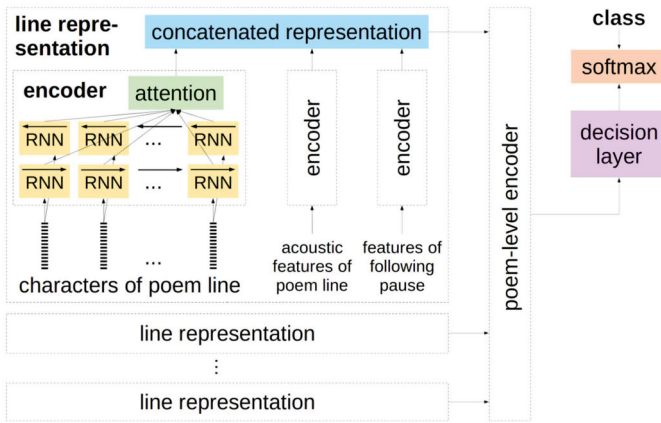 line repre-
sentation
concatenated representation
encoder
attention
RNN RNN ... RNN
RNN RNN ... RNN
...
characters of poem line
encoder
acoustic
features of
poem line
encoder
features of
following
pause
line representation
⋮
line representation
poem-level encoder
class
softmax
decision
layer